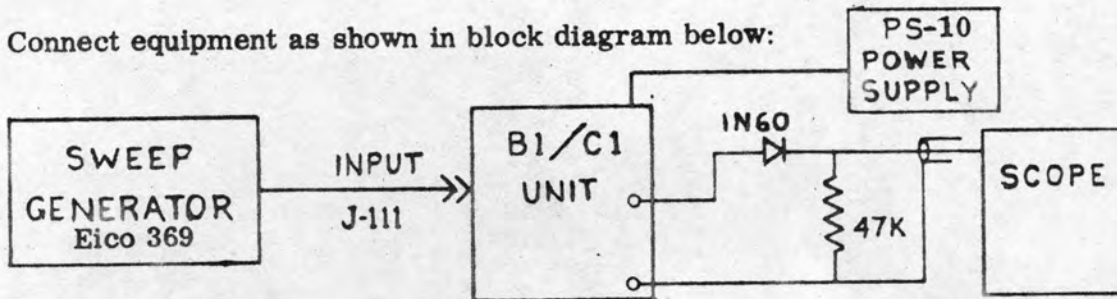 Connect equipment as shown in block diagram below:
PS-10
POWER
SUPPLY
SWEEP
GENERATOR
Eico 369
INPUT
J-111
B1/C1
UNIT
1N60
47K
SCOPE